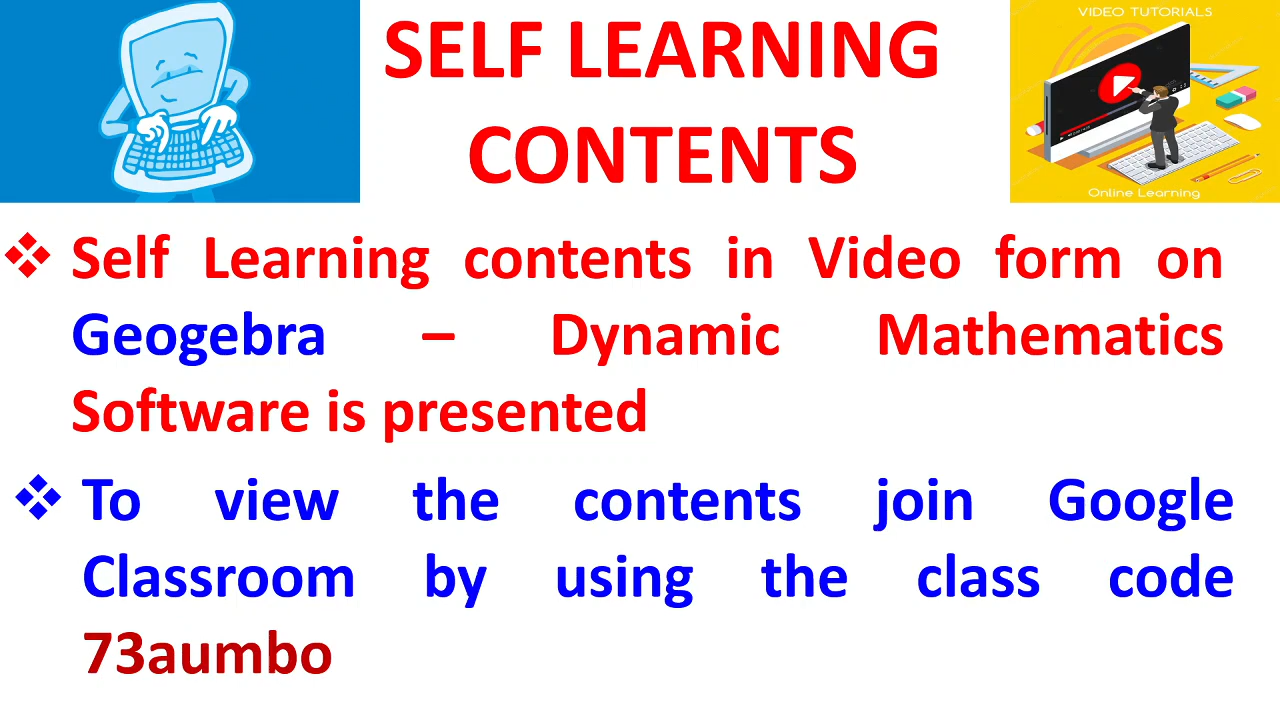 SELF LEARNING
CONTENTS
VIDEO TUTORIALS
Online Learning
❖ Self Learning contents in Video form on
Geogebra – Dynamic Mathematics
Software is presented
❖ To view the contents join Google
Classroom by using the class code
73aumbo